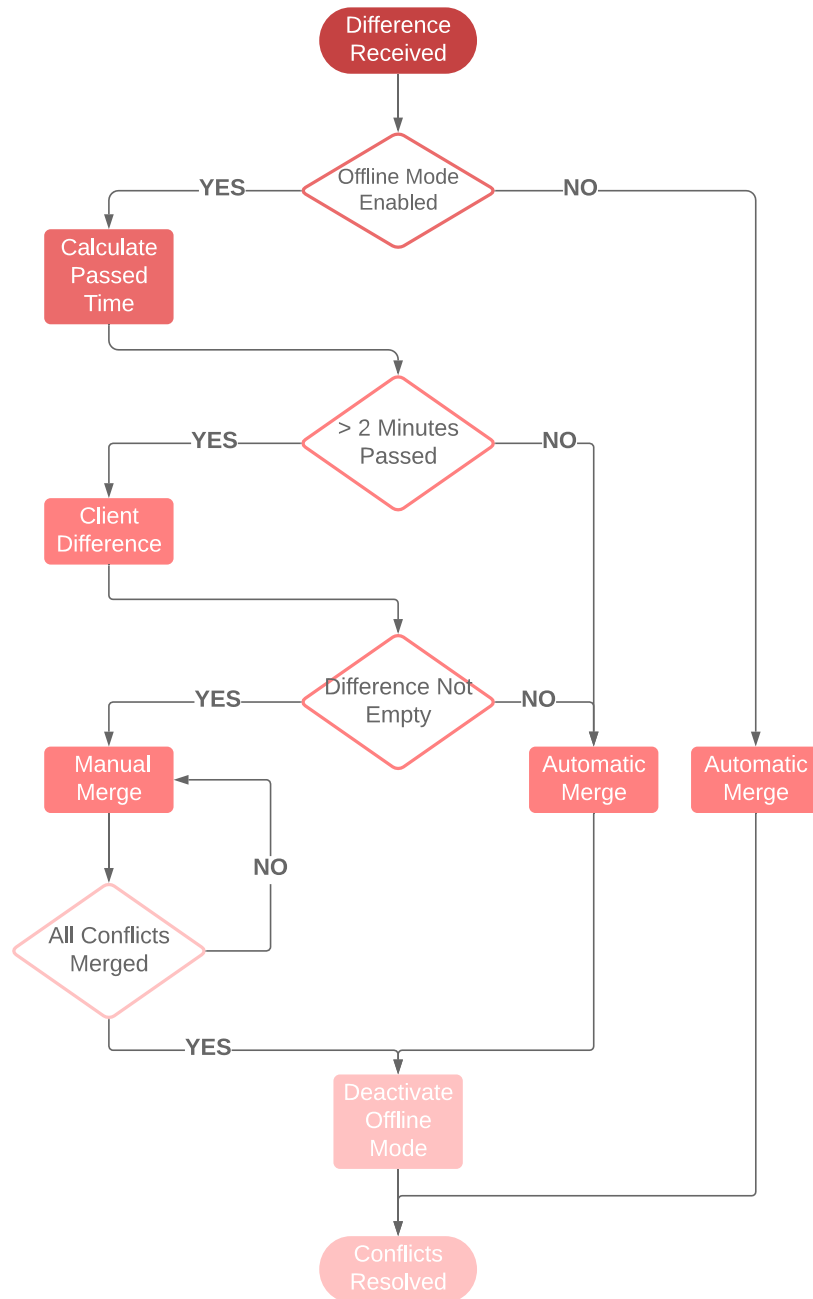 Difference
Received
Offline Mode
Enabled
YES
NO
Calculate
Passed
Time
> 2 Minutes
Passed
YES
NO
Client
Difference
Difference Not
Empty
YES
NO
Manual
Merge
Automatic
Merge
Automatic
Merge
NO
All Conflicts
Merged
YES
Deactivate
Offline
Mode
Conflicts
Resolved